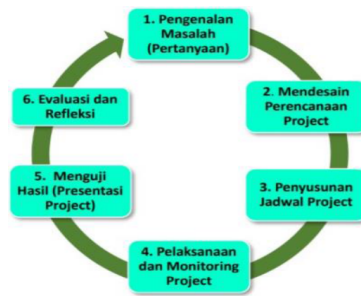 1. Pengenalan
Masalah
(Pertanyaan)
2. Mendesain
Perencanaan
Project
3. Penyusunan
Jadwal Project
4. Pelaksanaan
dan Monitoring
Project
5. Menguji
Hasil (Presentasi
Project)
6. Evaluasi dan
Refleksi